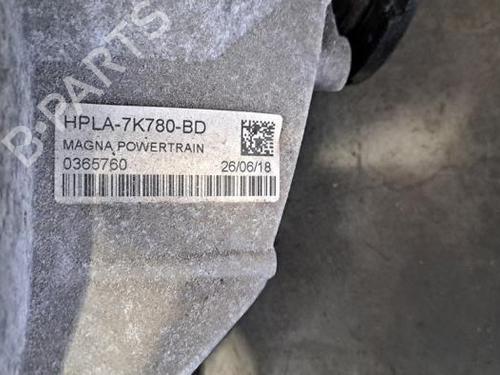 HPLA-7K780-BD
MAGNA POWERTRAIN
0365760 26/06/18
B-PARTS